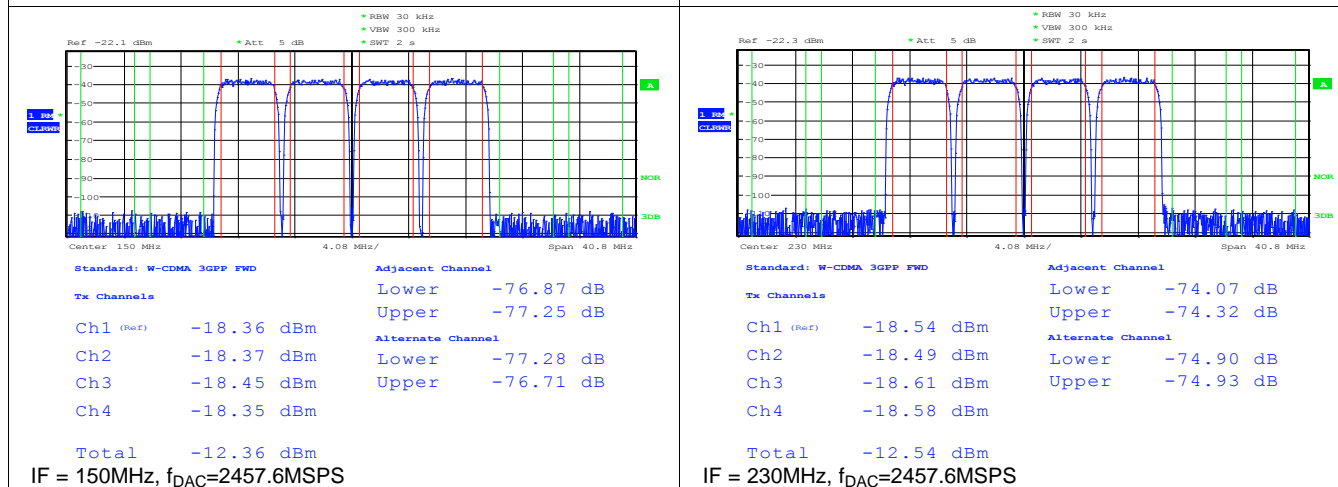 * RBW 30 kHz
* VBW 300 kHz
Ref -22.1 dBm * Att 5 dB * SWT 2 s
-30
-40
-50
-60
-70
-80
-90
-100
A
1 RM *
CLRWR
NOR
3DB
Center 150 MHz 4.08 MHz/ Span 40.8 MHz
Standard: W-CDMA 3GPP FWD
Tx Channels
Ch1 (Ref) -18.36 dBm
Ch2 -18.37 dBm
Ch3 -18.45 dBm
Ch4 -18.35 dBm
Total -12.36 dBm
Adjacent Channel
Lower -76.87 dB
Upper -77.25 dB
Alternate Channel
Lower -77.28 dB
Upper -76.71 dB
IF = 150MHz, fDAC=2457.6MSPS
* RBW 30 kHz
* VBW 300 kHz
Ref -22.3 dBm * Att 5 dB * SWT 2 s
-30
-40
-50
-60
-70
-80
-90
-100
A
1 RM *
CLRWR
NOR
3DB
Center 230 MHz 4.08 MHz/ Span 40.8 MHz
Standard: W-CDMA 3GPP FWD
Tx Channels
Ch1 (Ref) -18.54 dBm
Ch2 -18.49 dBm
Ch3 -18.61 dBm
Ch4 -18.58 dBm
Total -12.54 dBm
Adjacent Channel
Lower -74.07 dB
Upper -74.32 dB
Alternate Channel
Lower -74.90 dB
Upper -74.93 dB
IF = 230MHz, fDAC=2457.6MSPS